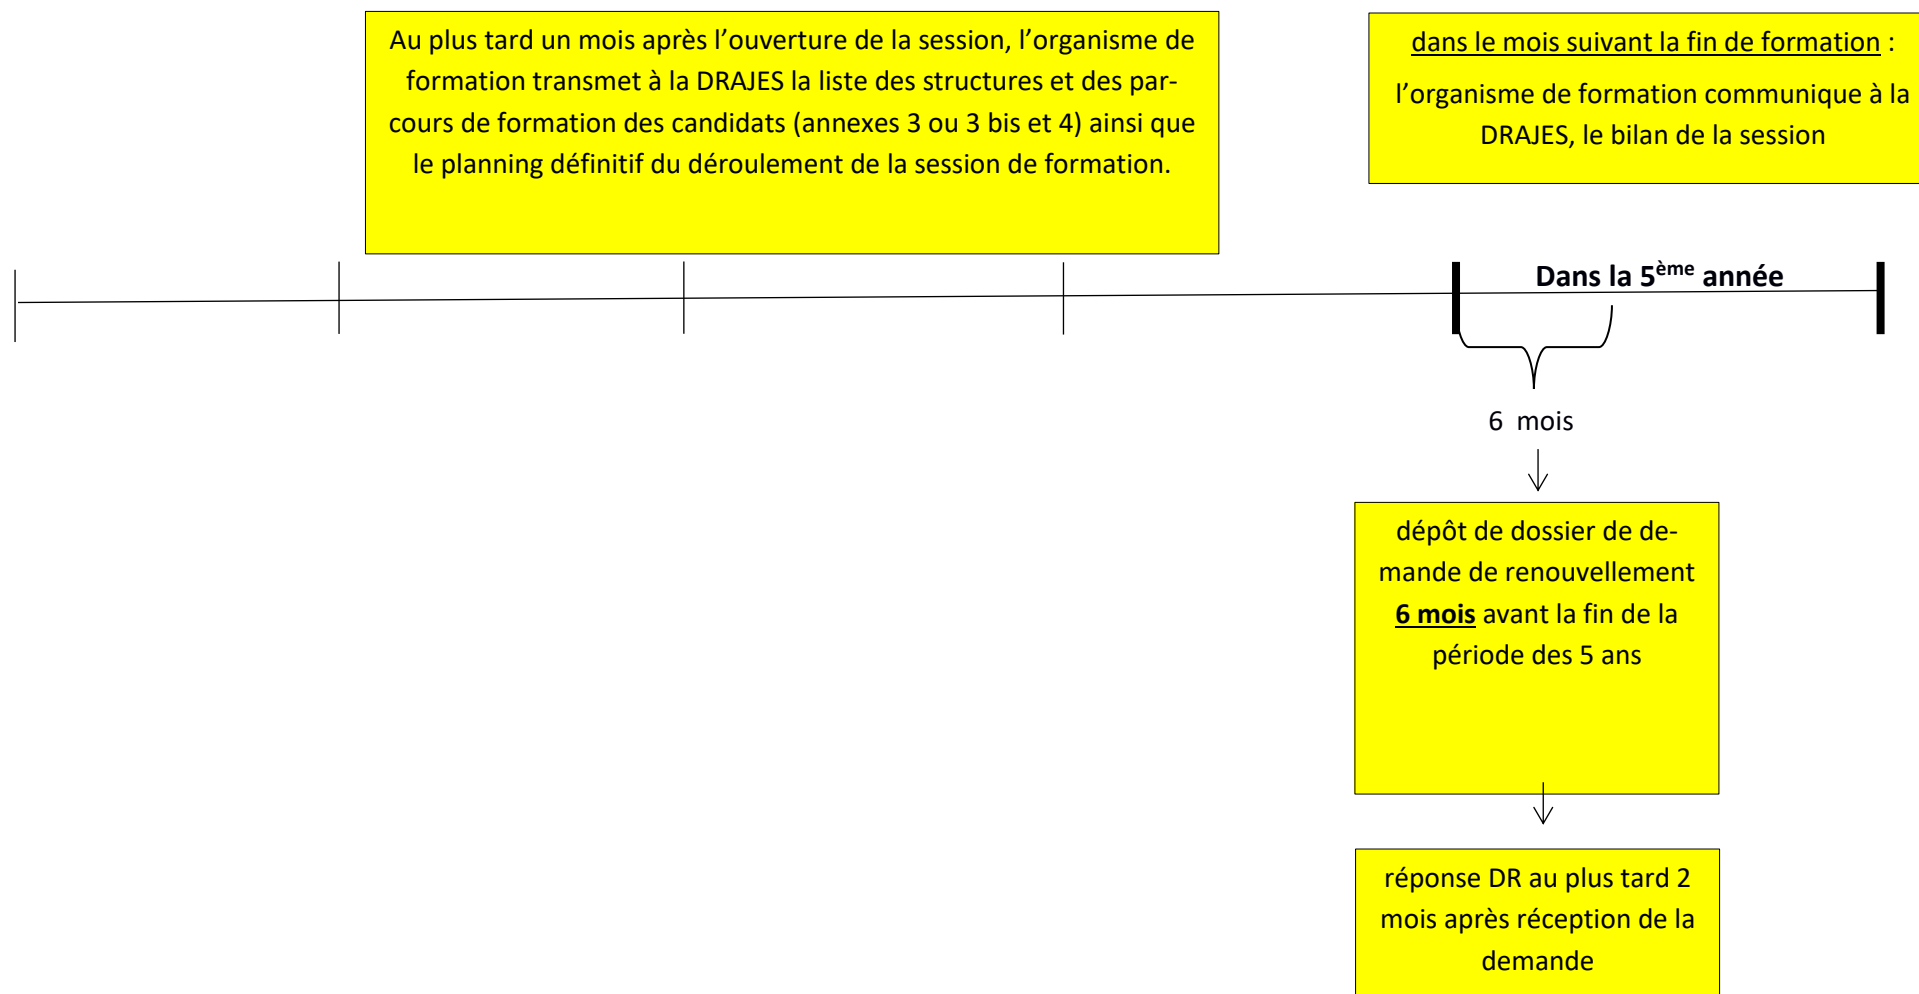 Au plus tard un mois après l’ouverture de la session, l’organisme de
formation transmet à la DRAJES la liste des structures et des par-
cours de formation des candidats (annexes 3 ou 3 bis et 4) ainsi que
le planning définitif du déroulement de la session de formation.
dans le mois suivant la fin de formation :
l’organisme de formation communique à la
DRAJES, le bilan de la session
Dans la 5ème année
6 mois
dépôt de dossier de de-
mande de renouvellement
6 mois avant la fin de la
période des 5 ans
réponse DR au plus tard 2
mois après réception de la
demande